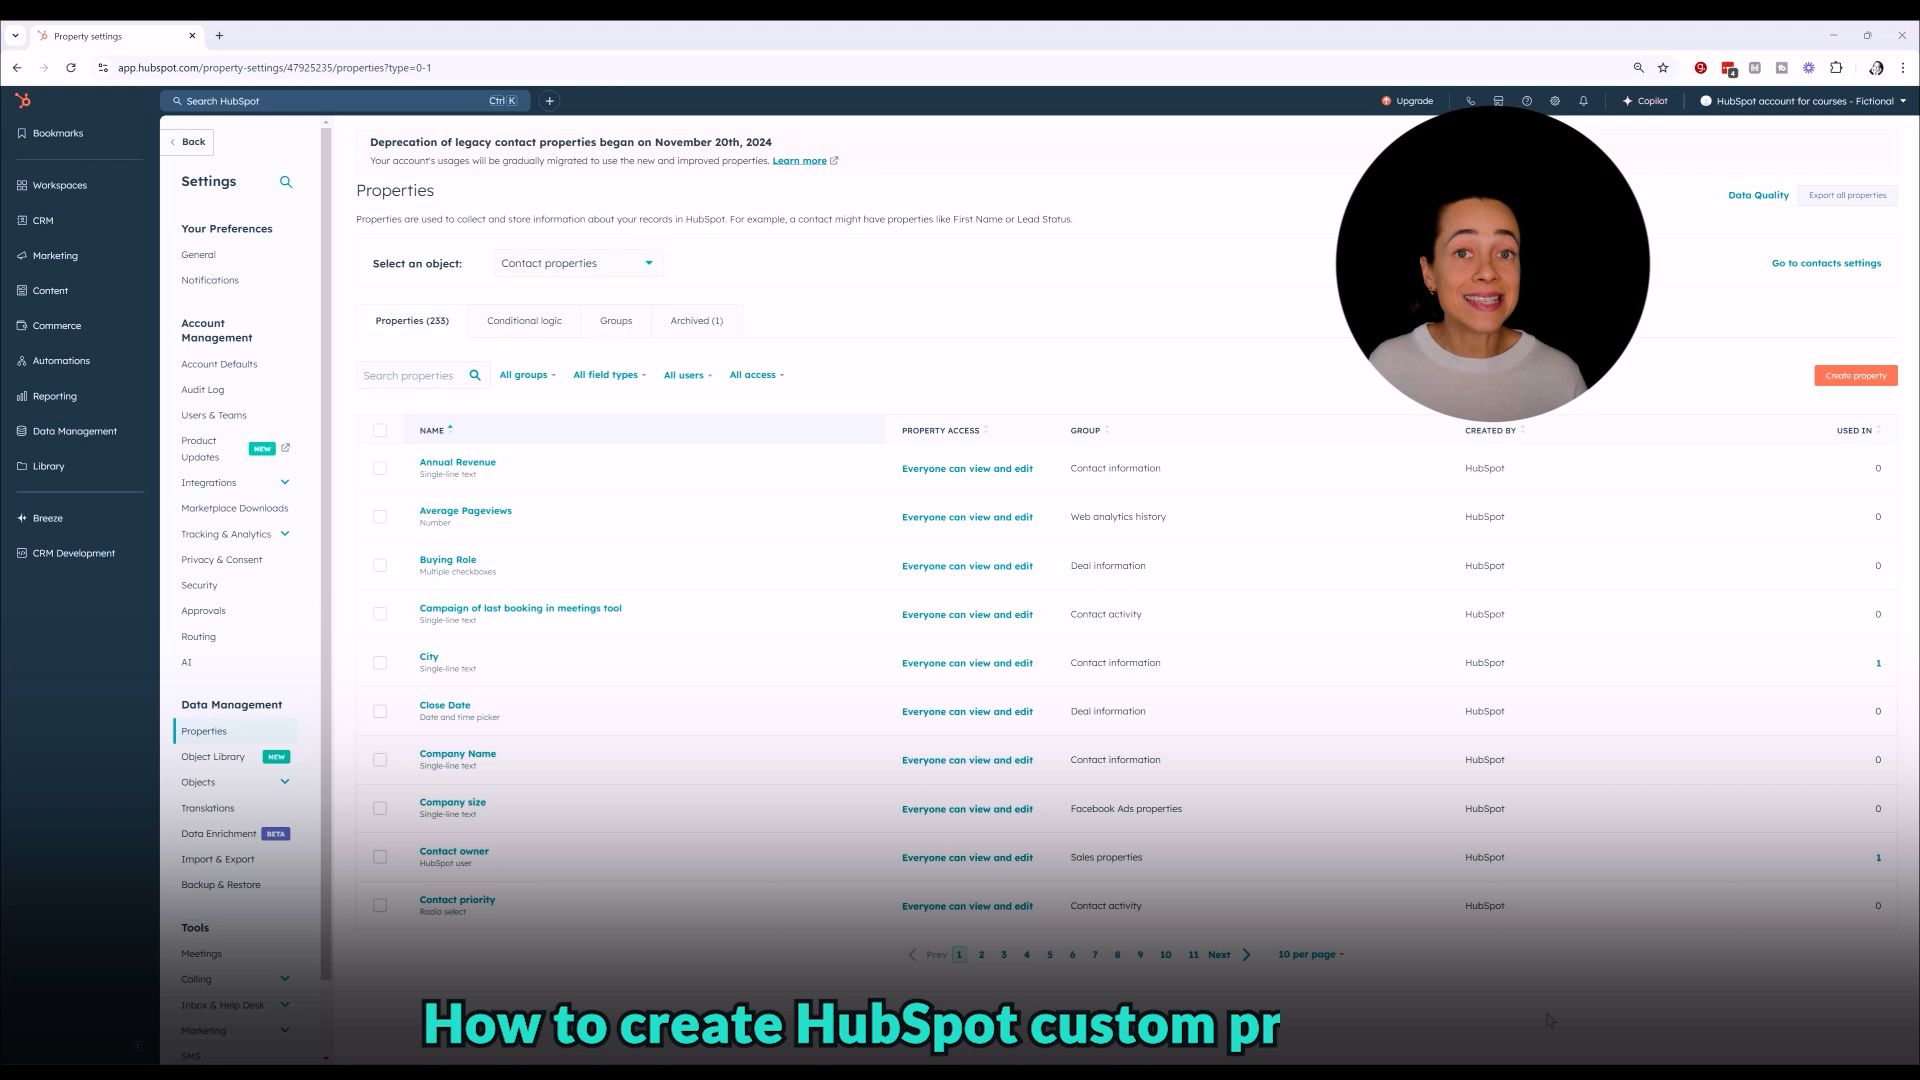 Property settings
app.hubspot.com/property-settings/47925235/properties?type=0-1
4
Search HubSpot
Ctrl K
Upgrade
Copilot
HubSpot account for courses - Fictional
Bookmarks
Workspaces
CRM
Marketing
Content
Commerce
Automations
Reporting
Data Management
Library
Breeze
CRM Development
Back
Settings
Your Preferences
General
Notifications
Account
Management
Account Defaults
Audit Log
Users & Teams
Product
Updates
NEW
Integrations
Marketplace Downloads
Tracking & Analytics
Privacy & Consent
Security
Approvals
Routing
AI
Data Management
Properties
Object Library NEW
Objects
Translations
Data Enrichment BETA
Import & Export
Backup & Restore
Tools
Meetings
Calling
Inbox & Help Desk
Marketing
SMS
Deprecation of legacy contact properties began on November 20th, 2024
Your account's usages will be gradually migrated to use the new and improved properties. Learn more
Properties
Data Quality
Export all properties
Properties are used to collect and store information about your records in HubSpot. For example, a contact might have properties like First Name or Lead Status.
Select an object: Contact properties
Go to contacts settings
Properties (233) Conditional logic Groups Archived (1)
Search properties All groups All field types All users All access
Create property
NAME PROPERTY ACCESS GROUP CREATED BY USED IN
Annual Revenue Everyone can view and edit Contact information HubSpot 0
Single-line text
Average Pageviews Everyone can view and edit Web analytics history HubSpot 0
Number
Buying Role Everyone can view and edit Deal information HubSpot 0
Multiple checkboxes
Campaign of last booking in meetings tool Everyone can view and edit Contact activity HubSpot 0
Single-line text
City Everyone can view and edit Contact information HubSpot 1
Single-line text
Close Date Everyone can view and edit Deal information HubSpot 0
Date and time picker
Company Name Everyone can view and edit Contact information HubSpot 0
Single-line text
Company size Everyone can view and edit Facebook Ads properties HubSpot 0
Single-line text
Contact owner Everyone can view and edit Sales properties HubSpot 1
HubSpot user
Contact priority Everyone can view and edit Contact activity HubSpot 0
Radio select
Prev 1 2 3 4 5 6 7 8 9 10 11 Next 10 per page
How to create HubSpot custom pr